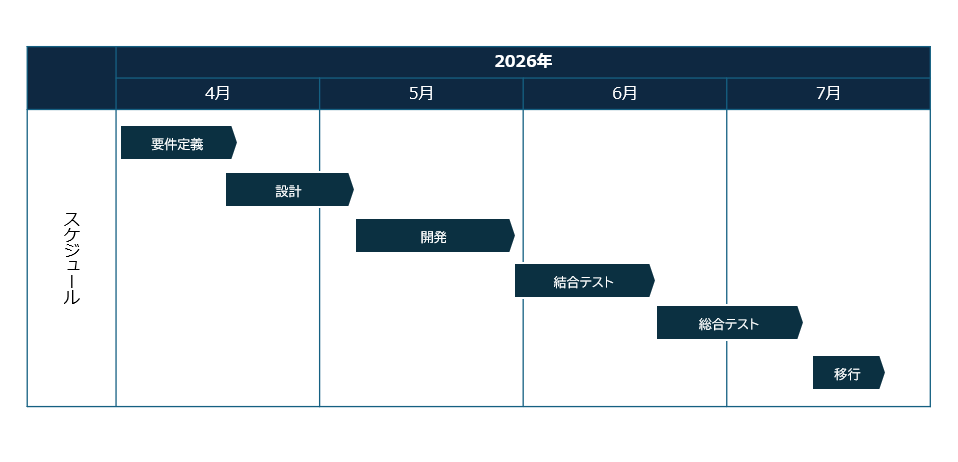 2026年
4月
5月
6月
7月
スケジュール
要件定義
設計
開発
結合テスト
総合テスト
移行